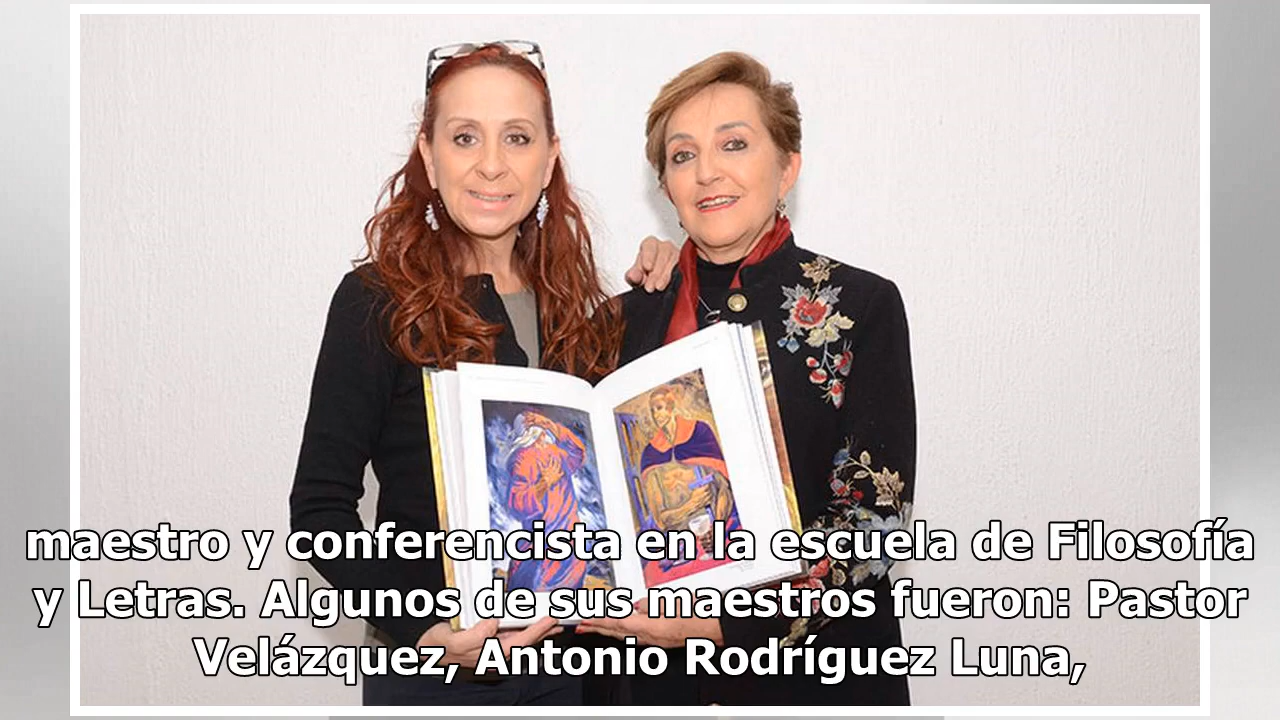 maestro y conferencista en la escuela de Filosofía
y Letras. Algunos de sus maestros fueron: Pastor
Velázquez, Antonio Rodríguez Luna,